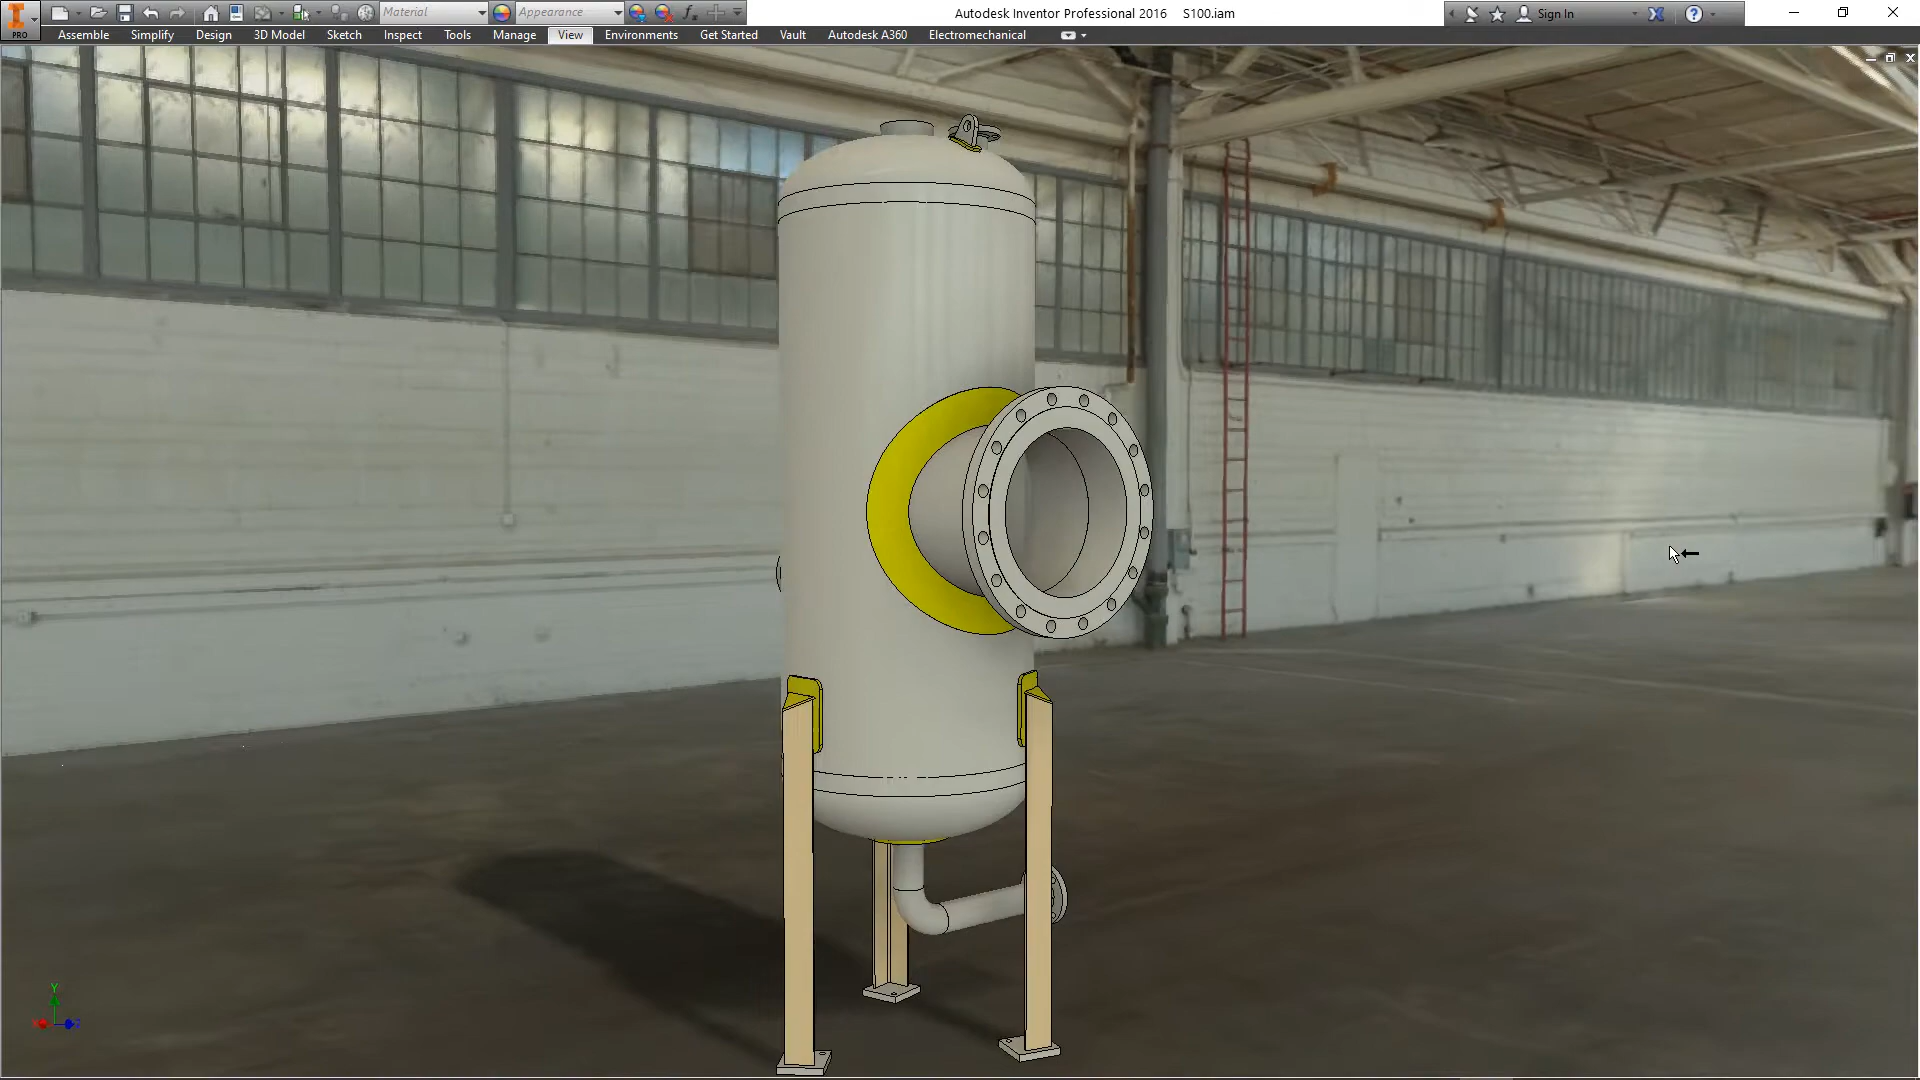 Material
Appearance
Autodesk Inventor Professional 2016 S100.iam
Sign In
PRO
Assemble Simplify Design 3D Model Sketch Inspect Tools Manage View Environments Get Started Vault Autodesk A360 Electromechanical
Y